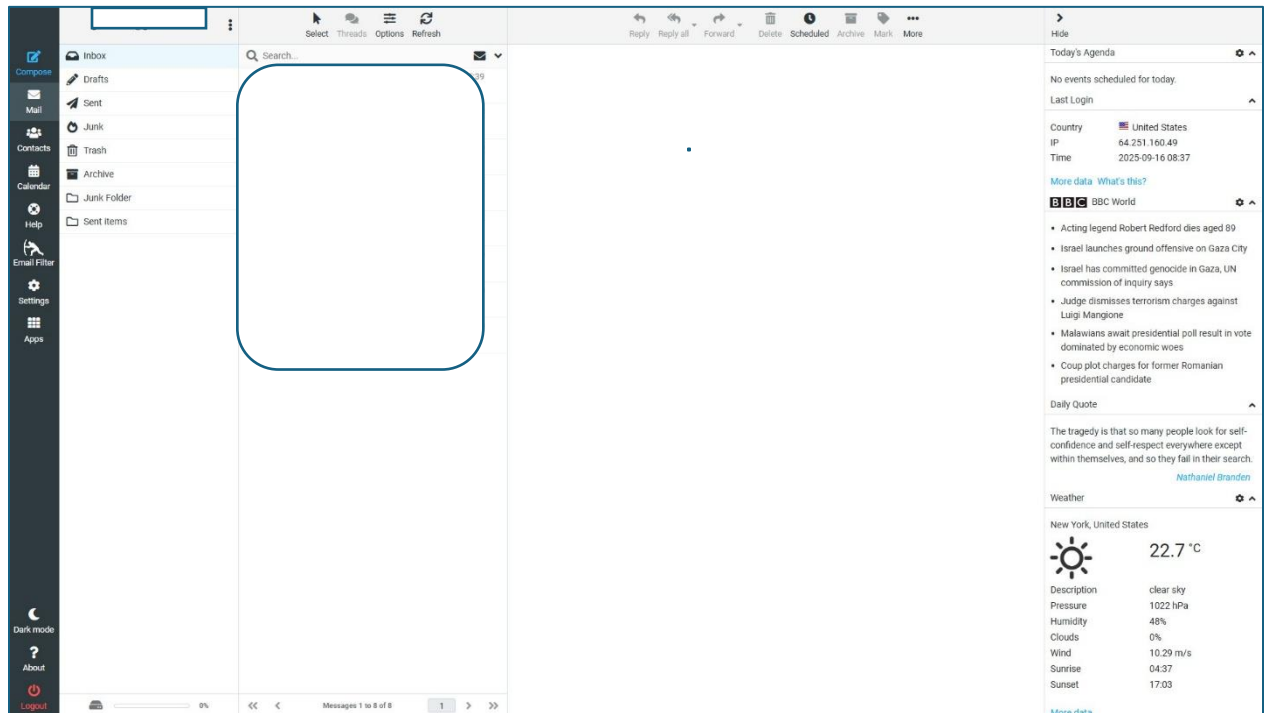 Compose
Mail
Contacts
Calendar
Help
Email Filter
Settings
Apps
Dark mode
About
Logout
Inbox
Drafts
Sent
Junk
Trash
Archive
Junk Folder
Sent Items
0%
Select Threads Options Refresh
Search...
:39
Messages 1 to 8 of 8
1
Reply Reply all Forward Delete Scheduled Archive Mark More
Hide
Today's Agenda
No events scheduled for today.
Last Login
Country United States
IP 64.251.160.49
Time 2025-09-16 08:37
More data What's this?
BBC BBC World
• Acting legend Robert Redford dies aged 89
• Israel launches ground offensive on Gaza City
• Israel has committed genocide in Gaza, UN
commission of inquiry says
• Judge dismisses terrorism charges against
Luigi Mangione
• Malawians await presidential poll result in vote
dominated by economic woes
• Coup plot charges for former Romanian
presidential candidate
Daily Quote
The tragedy is that so many people look for self-
confidence and self-respect everywhere except
within themselves, and so they fail in their search.
Nathaniel Branden
Weather
New York, United States
22.7 °C
Description clear sky
Pressure 1022 hPa
Humidity 48%
Clouds 0%
Wind 10.29 m/s
Sunrise 04:37
Sunset 17:03
More data